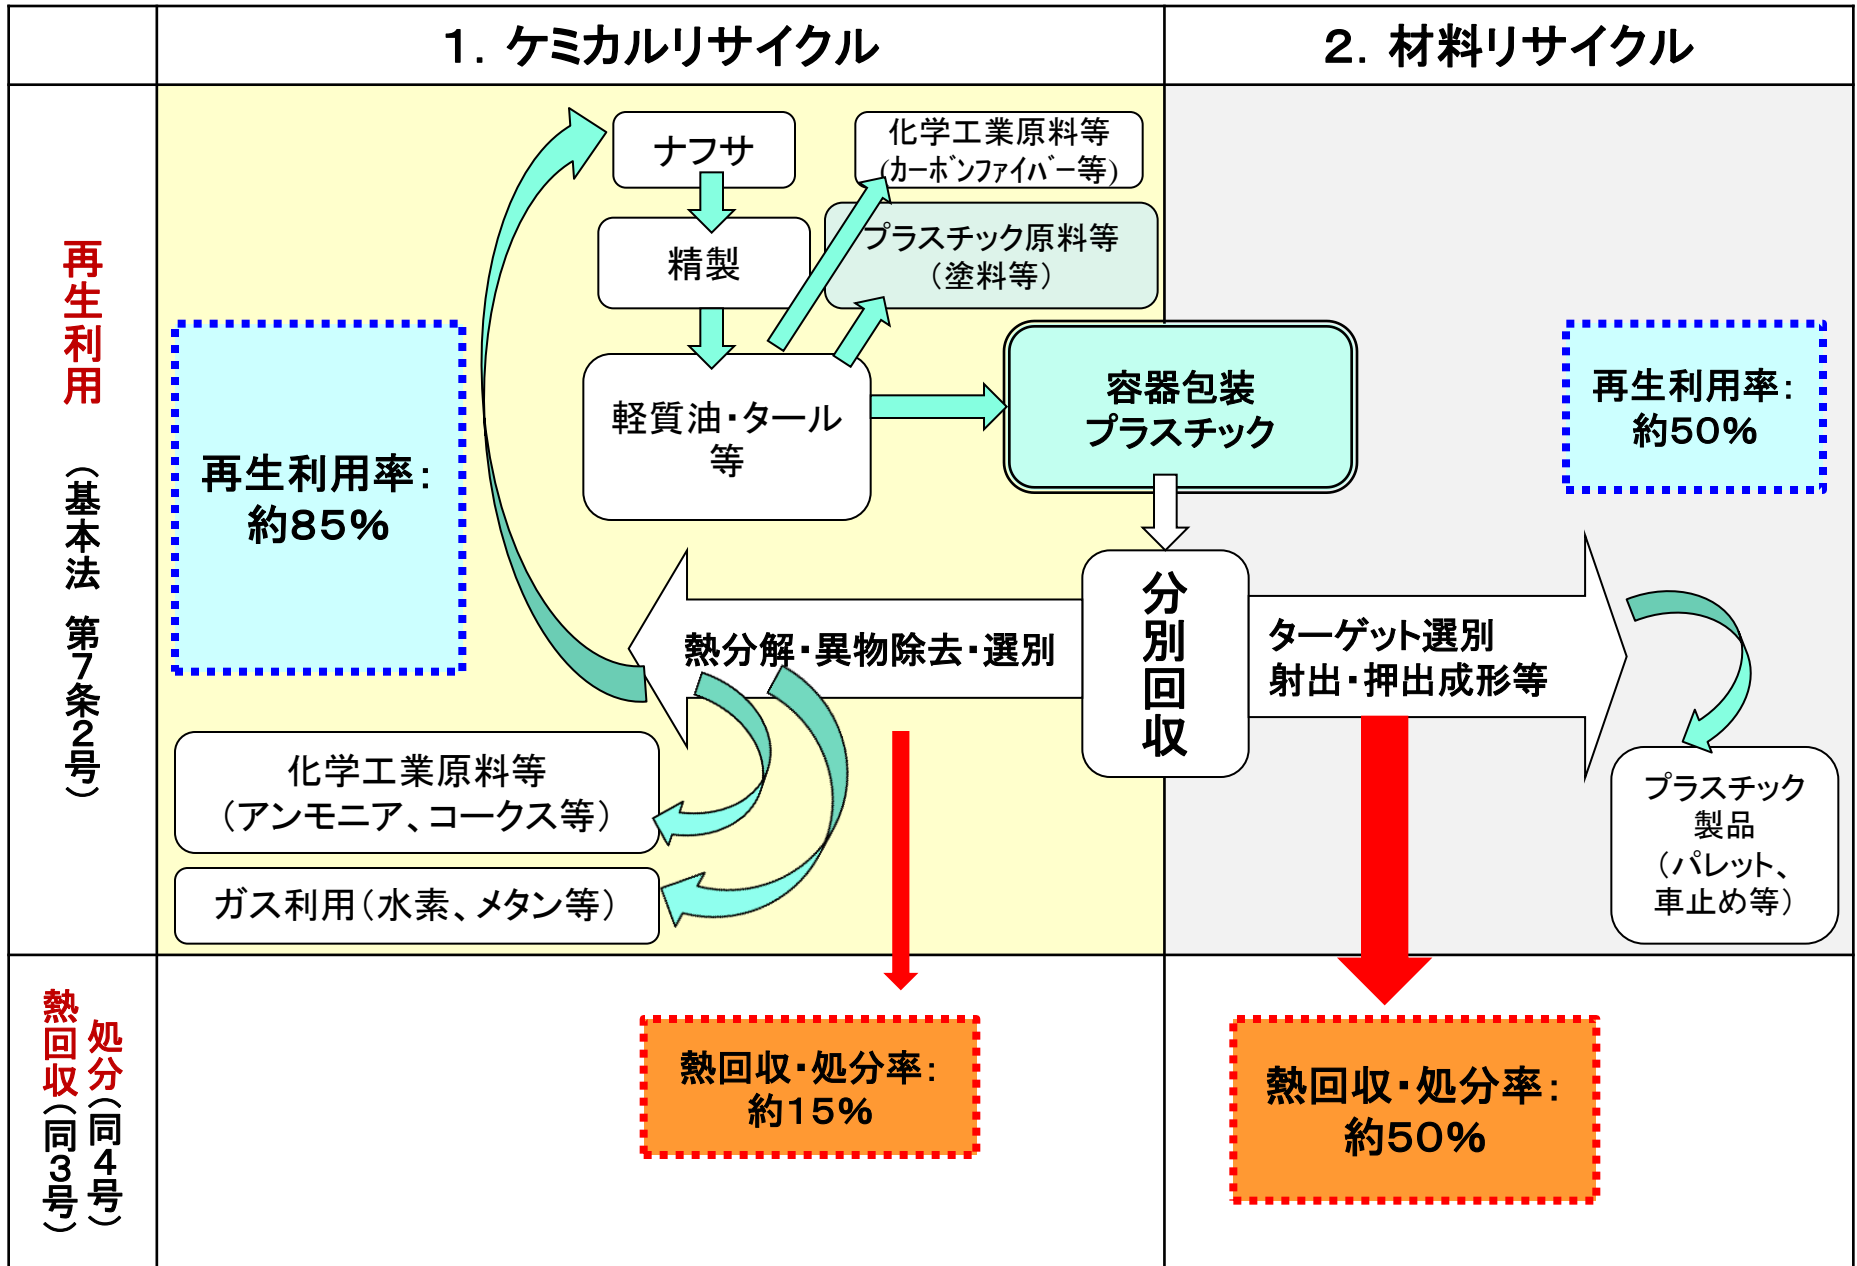 １．ケミカルリサイクル
２．材料リサイクル
再生利用
（基本法　第７条２号）
ナフサ
化学工業原料等
(ｶｰﾎﾞﾝﾌｧｲﾊﾞｰ等)
精製
プラスチック原料等
（塗料等）
再生利用率：
約８５％
軽質油・タール
等
容器包装
プラスチック
再生利用率：
約５０％
分別回収
熱分解・異物除去・選別
ターゲット選別
射出・押出成形等
化学工業原料等
（アンモニア、コークス等）
ガス利用（水素、メタン等）
プラスチック
製品
（パレット、
車止め等）
処分（同４号）
熱回収（同３号）
熱回収・処分率：
約１５％
熱回収・処分率：
約５０％